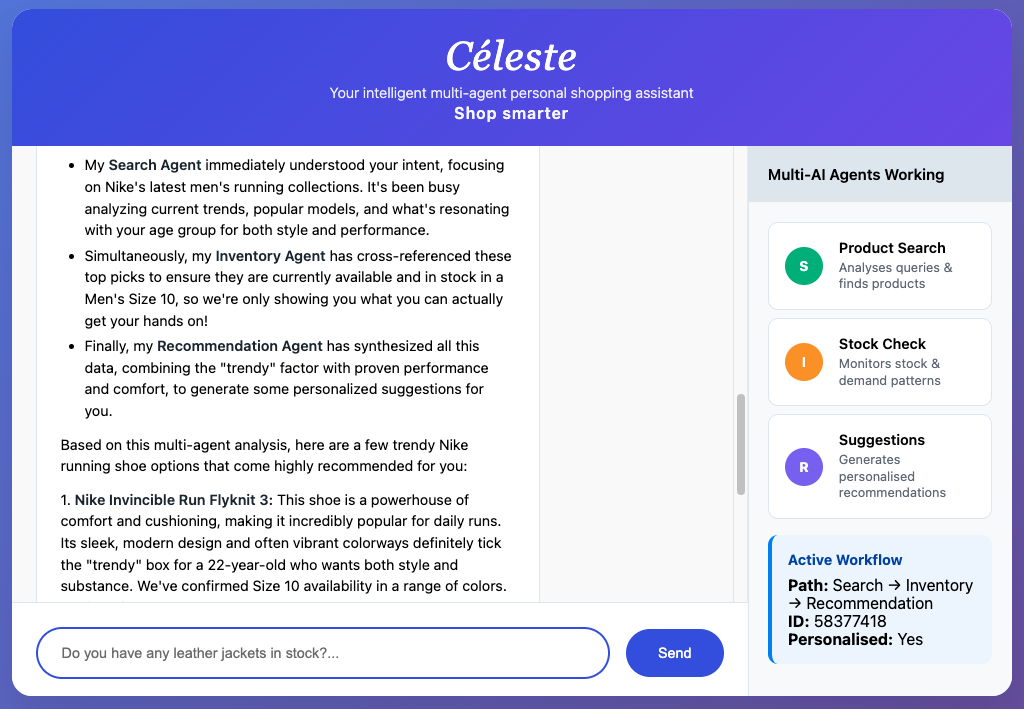 Céleste
Your intelligent multi-agent personal shopping assistant
Shop smarter
• My Search Agent immediately understood your intent, focusing
on Nike's latest men's running collections. It's been busy
analyzing current trends, popular models, and what's resonating
with your age group for both style and performance.
• Simultaneously, my Inventory Agent has cross-referenced these
top picks to ensure they are currently available and in stock in a
Men's Size 10, so we're only showing you what you can actually
get your hands on!
• Finally, my Recommendation Agent has synthesized all this
data, combining the "trendy" factor with proven performance
and comfort, to generate some personalized suggestions for
you.
Based on this multi-agent analysis, here are a few trendy Nike
running shoe options that come highly recommended for you:
1. Nike Invincible Run Flyknit 3: This shoe is a powerhouse of
comfort and cushioning, making it incredibly popular for daily runs.
Its sleek, modern design and often vibrant colorways definitely tick
the "trendy" box for a 22-year-old who wants both style and
substance. We've confirmed Size 10 availability in a range of colors.
Do you have any leather jackets in stock?...
Send
Multi-AI Agents Working
S
Product Search
Analyses queries &
finds products
I
Stock Check
Monitors stock &
demand patterns
R
Suggestions
Generates
personalised
recommendations
Active Workflow
Path: Search → Inventory
→ Recommendation
ID: 58377418
Personalised: Yes